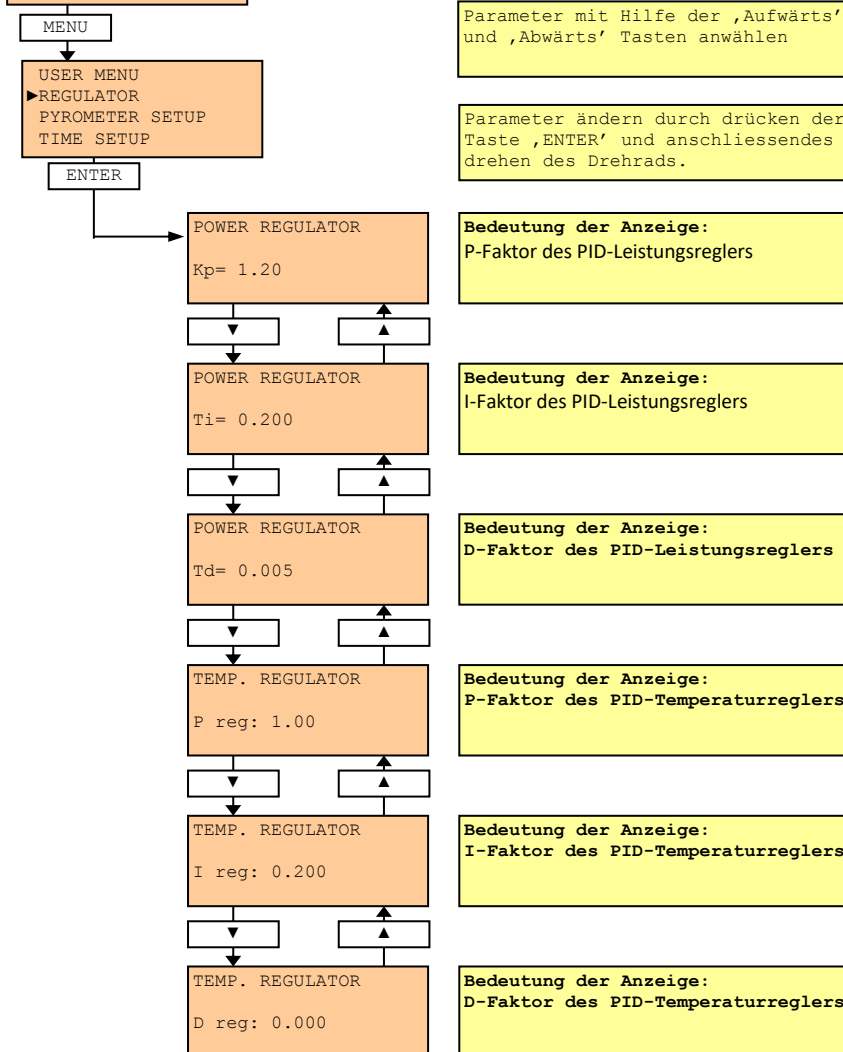 MENU
Parameter mit Hilfe der ‚Aufwärts’
und ‚Abwärts’ Tasten anwählen
USER MENU
►REGULATOR
PYROMETER SETUP
TIME SETUP
Parameter ändern durch drücken der
Taste ‚ENTER’ und anschliessendes
drehen des Drehrads.
ENTER
POWER REGULATOR
Kp= 1.20
Bedeutung der Anzeige:
P-Faktor des PID-Leistungsreglers
▼ ▲
POWER REGULATOR
Ti= 0.200
Bedeutung der Anzeige:
I-Faktor des PID-Leistungsreglers
▼ ▲
POWER REGULATOR
Td= 0.005
Bedeutung der Anzeige:
D-Faktor des PID-Leistungsreglers
▼ ▲
TEMP. REGULATOR
P reg: 1.00
Bedeutung der Anzeige:
P-Faktor des PID-Temperaturreglers
▼ ▲
TEMP. REGULATOR
I reg: 0.200
Bedeutung der Anzeige:
I-Faktor des PID-Temperaturreglers
▼ ▲
TEMP. REGULATOR
D reg: 0.000
Bedeutung der Anzeige:
D-Faktor des PID-Temperaturreglers